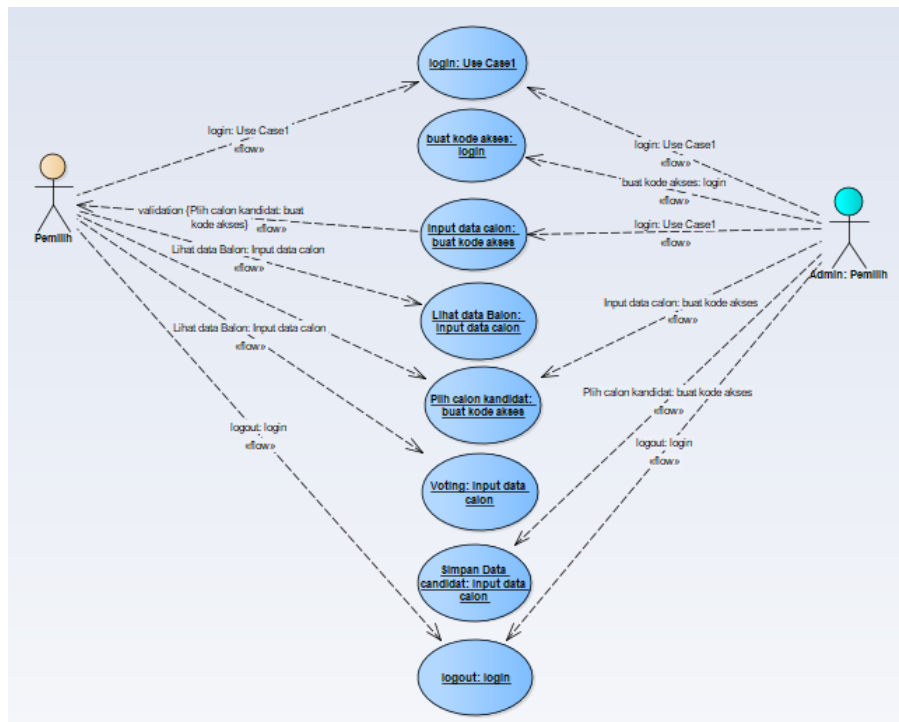 login: Use Case1
login: Use Case1
«flow»
login: Use Case1
«flow»
buat kode akses:
login
buat kode akses: login
«flow»
Pemilih
validation {Plih calon kandidat: buat
kode akses}
«flow»
Input data calon:
buat kode akses
login: Use Case1
«flow»
Admin: Pemilih
Lihat data Balon: Input data calon
«flow»
Lihat data Balon:
Input data calon
Input data calon: buat kode akses
«flow»
Lihat data Balon: Input data calon
«flow»
Plih calon kandidat:
buat kode akses
Plih calon kandidat: buat kode akses
«flow»
logout: login
«flow»
logout: login
«flow»
Voting: Input data
calon
Simpan Data
candidat: Input data
calon
logout: login